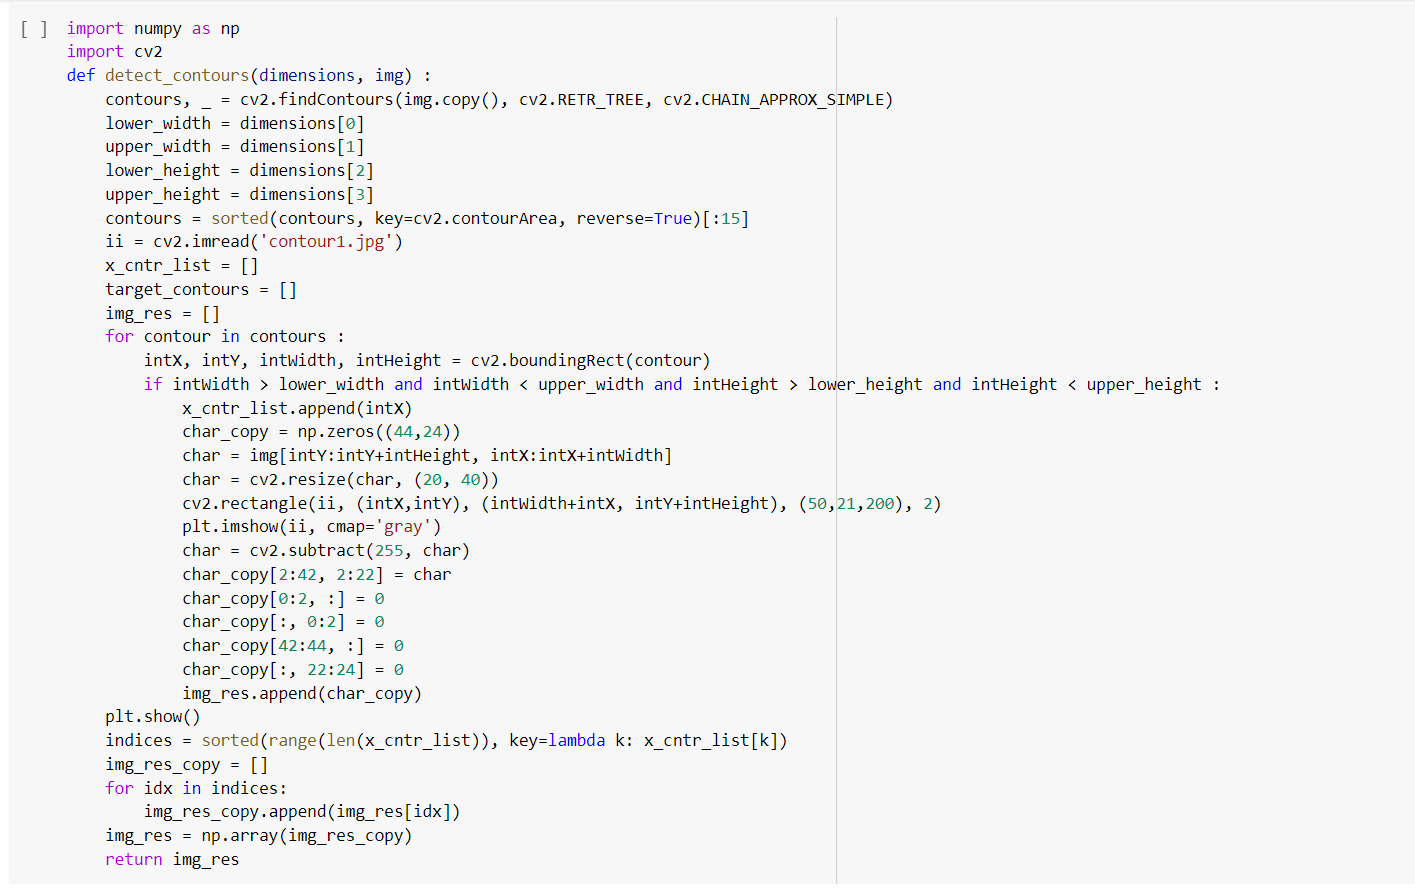 [ ] import numpy as np
import cv2
def detect_contours(dimensions, img) :
    contours, _ = cv2.findContours(img.copy(), cv2.RETR_TREE, cv2.CHAIN_APPROX_SIMPLE)
    lower_width = dimensions[0]
    upper_width = dimensions[1]
    lower_height = dimensions[2]
    upper_height = dimensions[3]
    contours = sorted(contours, key=cv2.contourArea, reverse=True)[:15]
    ii = cv2.imread('contour1.jpg')
    x_cntr_list = []
    target_contours = []
    img_res = []
    for contour in contours :
        intX, intY, intWidth, intHeight = cv2.boundingRect(contour)
        if intWidth > lower_width and intWidth < upper_width and intHeight > lower_height and intHeight < upper_height :
            x_cntr_list.append(intX)
            char_copy = np.zeros((44,24))
            char = img[intY:intY+intHeight, intX:intX+intWidth]
            char = cv2.resize(char, (20, 40))
            cv2.rectangle(ii, (intX,intY), (intWidth+intX, intY+intHeight), (50,21,200), 2)
            plt.imshow(ii, cmap='gray')
            char = cv2.subtract(255, char)
            char_copy[2:42, 2:22] = char
            char_copy[0:2, :] = 0
            char_copy[:, 0:2] = 0
            char_copy[42:44, :] = 0
            char_copy[:, 22:24] = 0
            img_res.append(char_copy)
    plt.show()
    indices = sorted(range(len(x_cntr_list)), key=lambda k: x_cntr_list[k])
    img_res_copy = []
    for idx in indices:
        img_res_copy.append(img_res[idx])
    img_res = np.array(img_res_copy)
    return img_res